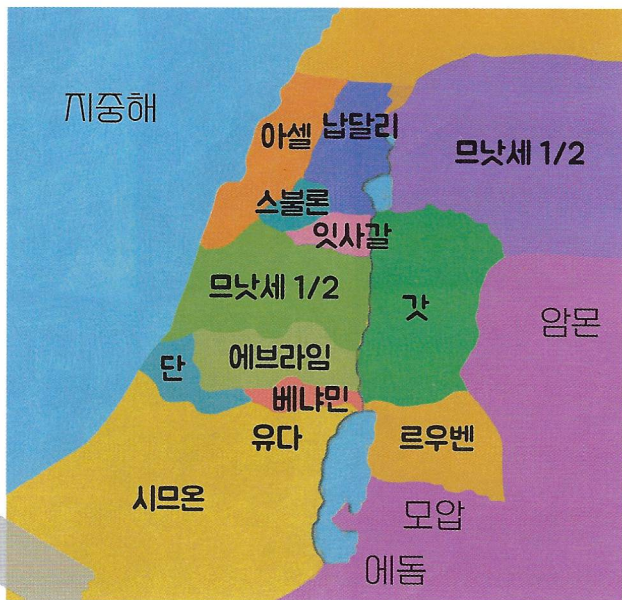 지중해
아셀
납달리
므낫세 1/2
스불론
잇사갈
므낫세 1/2
갓
암몬
단
에브라임
베냐민
유다
르우벤
시므온
모압
에돔